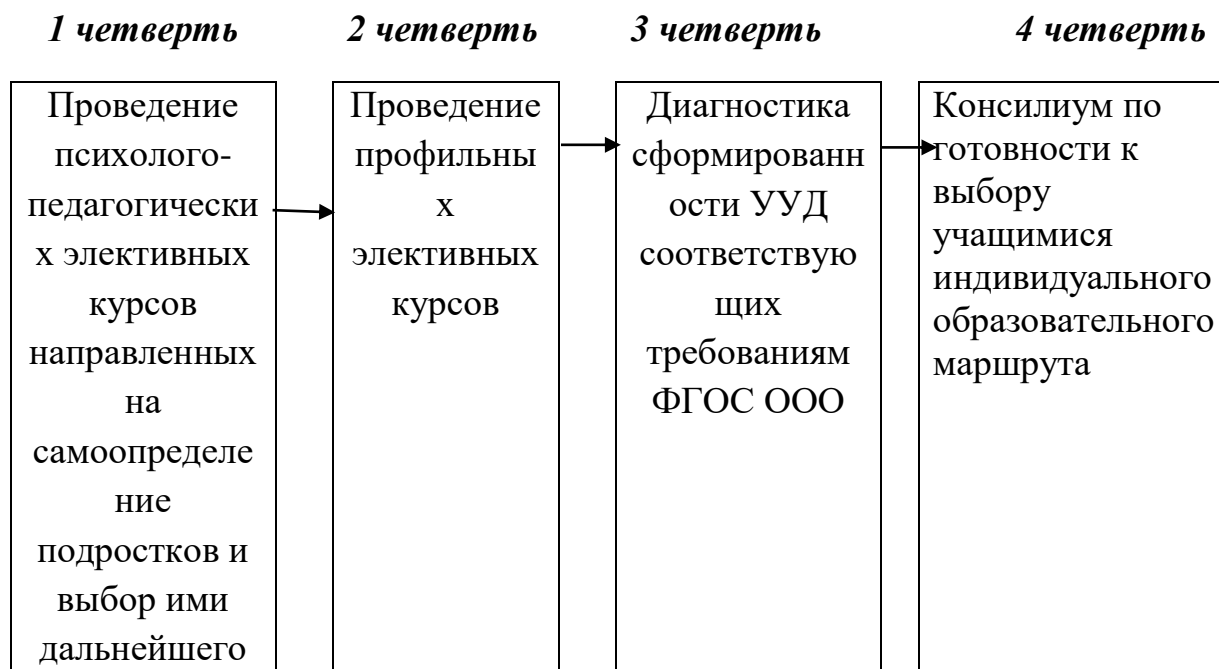 1 четверть
2 четверть
3 четверть
4 четверть
Проведение
психолого-
педагогически
х элективных
курсов
направленных
на
самоопределе
ние
подростков и
выбор ими
дальнейшего
Проведение
профильны
х
элективных
курсов
Диагностика
сформированн
ости УУД
соответствую
щих
требованиям
ФГОС ООО
Консилиум по
готовности к
выбору
учащимися
индивидуального
образовательного
маршрута